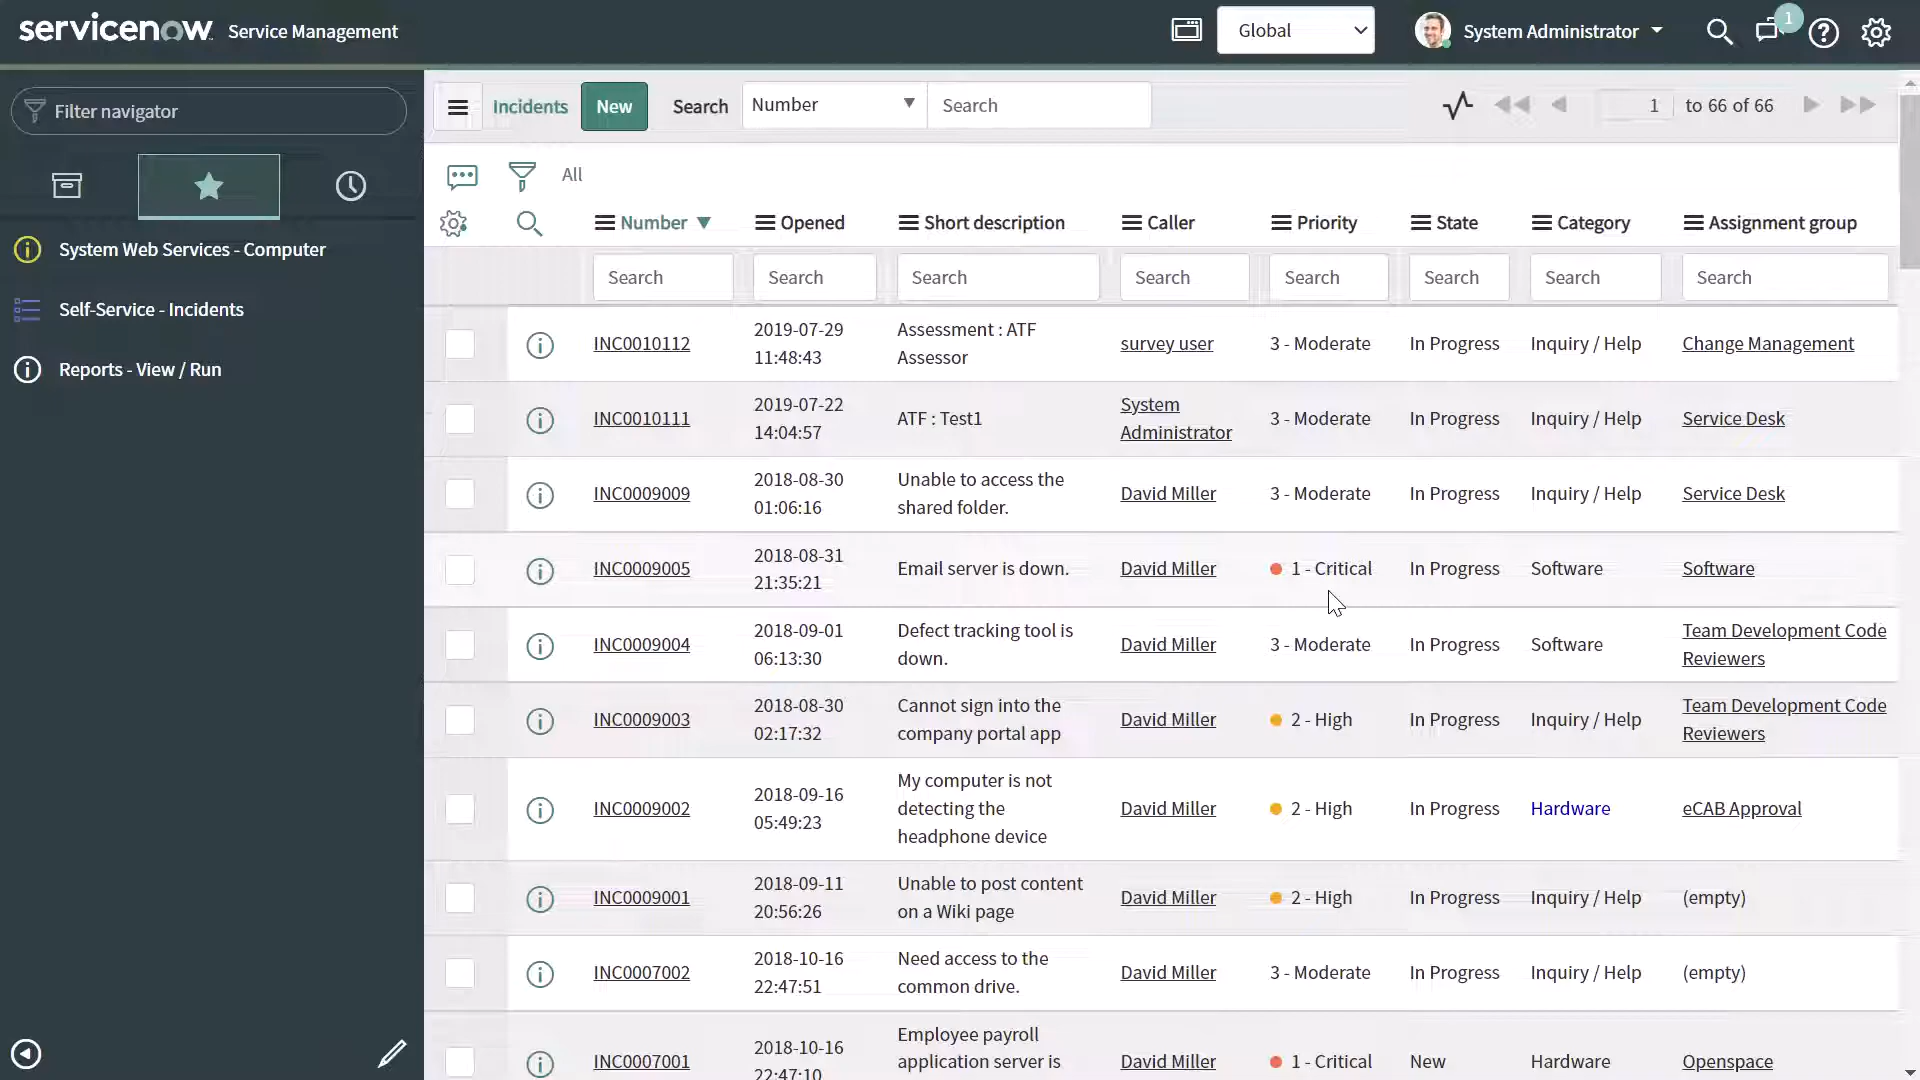 servicenow Service Management
Global
System Administrator
1
Filter navigator
System Web Services - Computer
Self-Service - Incidents
Reports - View / Run
Incidents New Search Number Search 1 to 66 of 66
All
Number Opened Short description Caller Priority State Category Assignment group
Search Search Search Search Search Search Search Search
INC0010112 2019-07-29 11:48:43 Assessment : ATF Assessor survey user 3 - Moderate In Progress Inquiry / Help Change Management
INC0010111 2019-07-22 14:04:57 ATF : Test1 System Administrator 3 - Moderate In Progress Inquiry / Help Service Desk
INC0009009 2018-08-30 01:06:16 Unable to access the shared folder. David Miller 3 - Moderate In Progress Inquiry / Help Service Desk
INC0009005 2018-08-31 21:35:21 Email server is down. David Miller 1 - Critical In Progress Software Software
INC0009004 2018-09-01 06:13:30 Defect tracking tool is down. David Miller 3 - Moderate In Progress Software Team Development Code Reviewers
INC0009003 2018-08-30 02:17:32 Cannot sign into the company portal app David Miller 2 - High In Progress Inquiry / Help Team Development Code Reviewers
INC0009002 2018-09-16 05:49:23 My computer is not detecting the headphone device David Miller 2 - High In Progress Hardware eCAB Approval
INC0009001 2018-09-11 20:56:26 Unable to post content on a Wiki page David Miller 2 - High In Progress Inquiry / Help (empty)
INC0007002 2018-10-16 22:47:51 Need access to the common drive. David Miller 3 - Moderate In Progress Inquiry / Help (empty)
INC0007001 2018-10-16 22:47:10 Employee payroll application server is David Miller 1 - Critical New Hardware Openspace